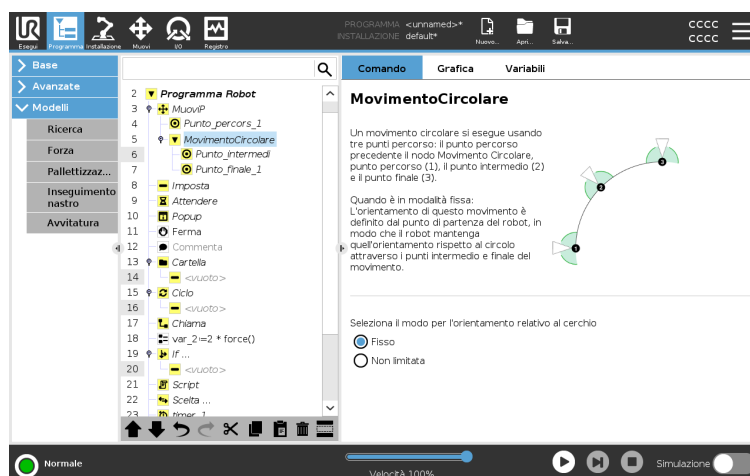 UR
PROGRAMMA <unnamed>*
INSTALLAZIONE default*
CCCC
CCCC
Esegui
Programma
Installazione
Muovi
I/O
Registro
Nuovo...
Apri...
Salva...
Base
Avanzate
Modelli
Ricerca
Forza
Pallettizzaz...
Inseguimento nastro
Avvitatura
2 Programma Robot
3 MuoviP
4 Punto_percors_1
5 MovimentoCircolare
6 Punto_intermedi
7 Punto_finale_1
8 Imposta
9 Attendere
10 Popup
11 Ferma
12 Commenta
13 Cartella
14 <vuoto>
15 Ciclo
16 <vuoto>
17 Chiama
18 var_2≔2 * force()
19 If ...
20 <vuoto>
21 Script
22 Scelta ...
23 timer_1
Comando
Grafica
Variabili
MovimentoCircolare
Un movimento circolare si esegue usando
tre punti percorso: il punto percorso
precedente il nodo Movimento Circolare,
punto percorso (1), il punto intermedio (2)
e il punto finale (3).
Quando è in modalità fissa:
L'orientamento di questo movimento è
definito dal punto di partenza del robot, in
modo che il robot mantenga
quell'orientamento rispetto al circolo
attraverso i punti intermedio e finale del
movimento.
1
2
3
Seleziona il modo per l'orientamento relativo al cerchio
Fisso
Non limitata
Normale
Velocità 100%
Simulazione